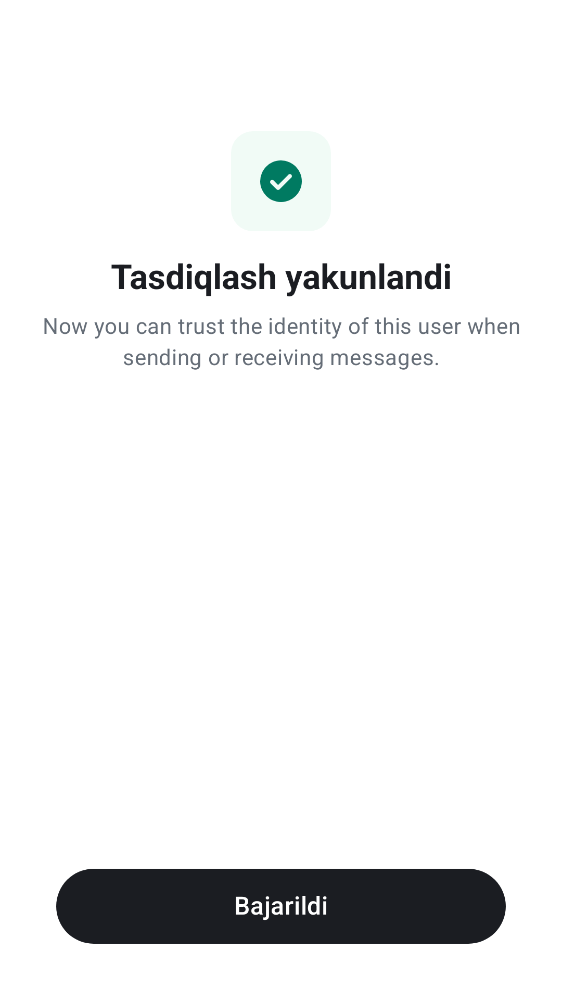 Tasdiqlash yakunlandi
Now you can trust the identity of this user when
sending or receiving messages.
Bajarildi